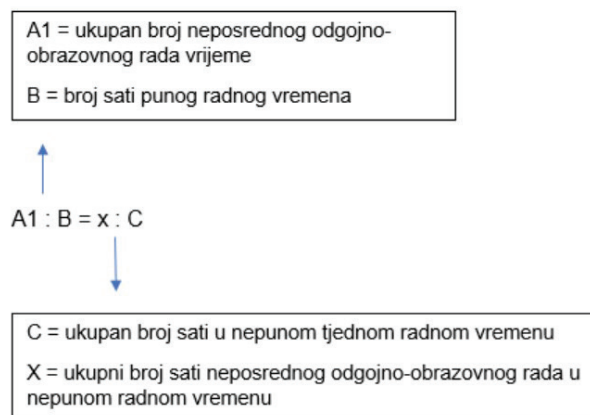 A1 = ukupan broj neposrednog odgojno-
obrazovnog rada vrijeme
B = broj sati punog radnog vremena
A1 : B = x : C
C = ukupan broj sati u nepunom tjednom radnom vremenu
X = ukupni broj sati neposrednog odgojno-obrazovnog rada u
nepunom radnom vremenu